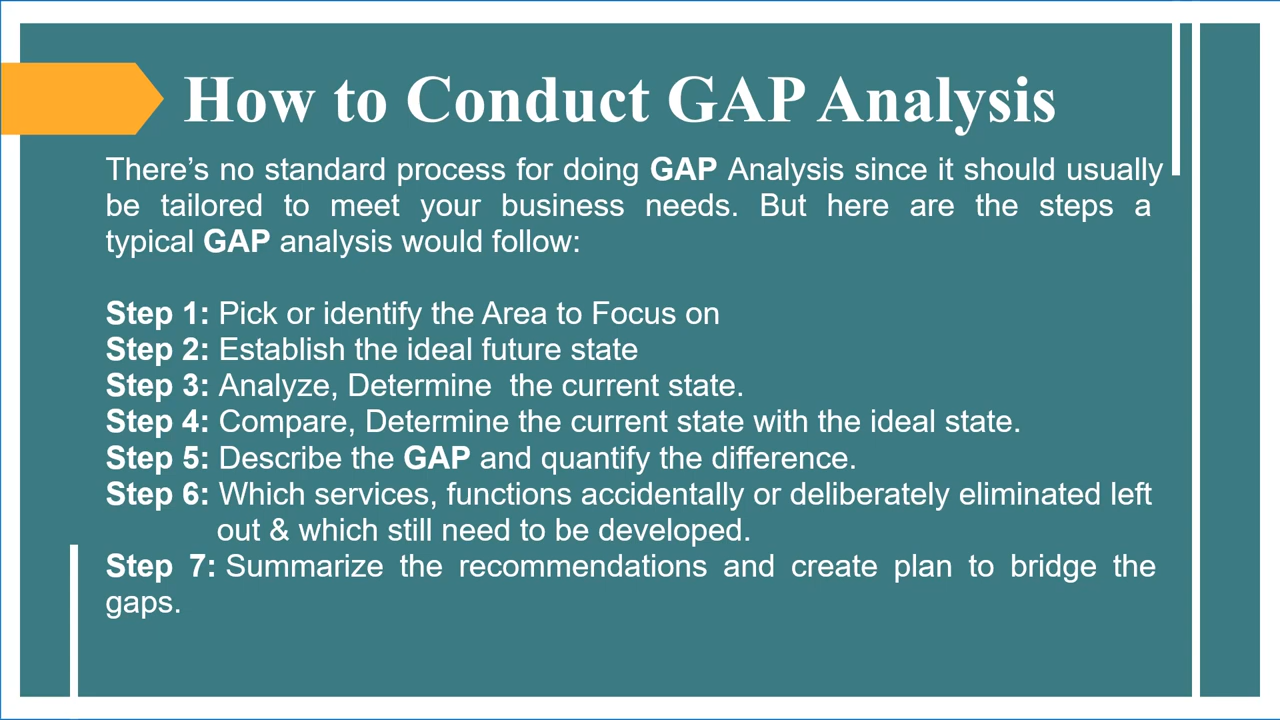 How to Conduct GAP Analysis
There’s no standard process for doing GAP Analysis since it should usually
be tailored to meet your business needs. But here are the steps a
typical GAP analysis would follow:
Step 1: Pick or identify the Area to Focus on
Step 2: Establish the ideal future state
Step 3: Analyze, Determine  the current state.
Step 4: Compare, Determine the current state with the ideal state.
Step 5: Describe the GAP and quantify the difference.
Step 6: Which services, functions accidentally or deliberately eliminated left
out & which still need to be developed.
Step 7: Summarize the recommendations and create plan to bridge the
gaps.